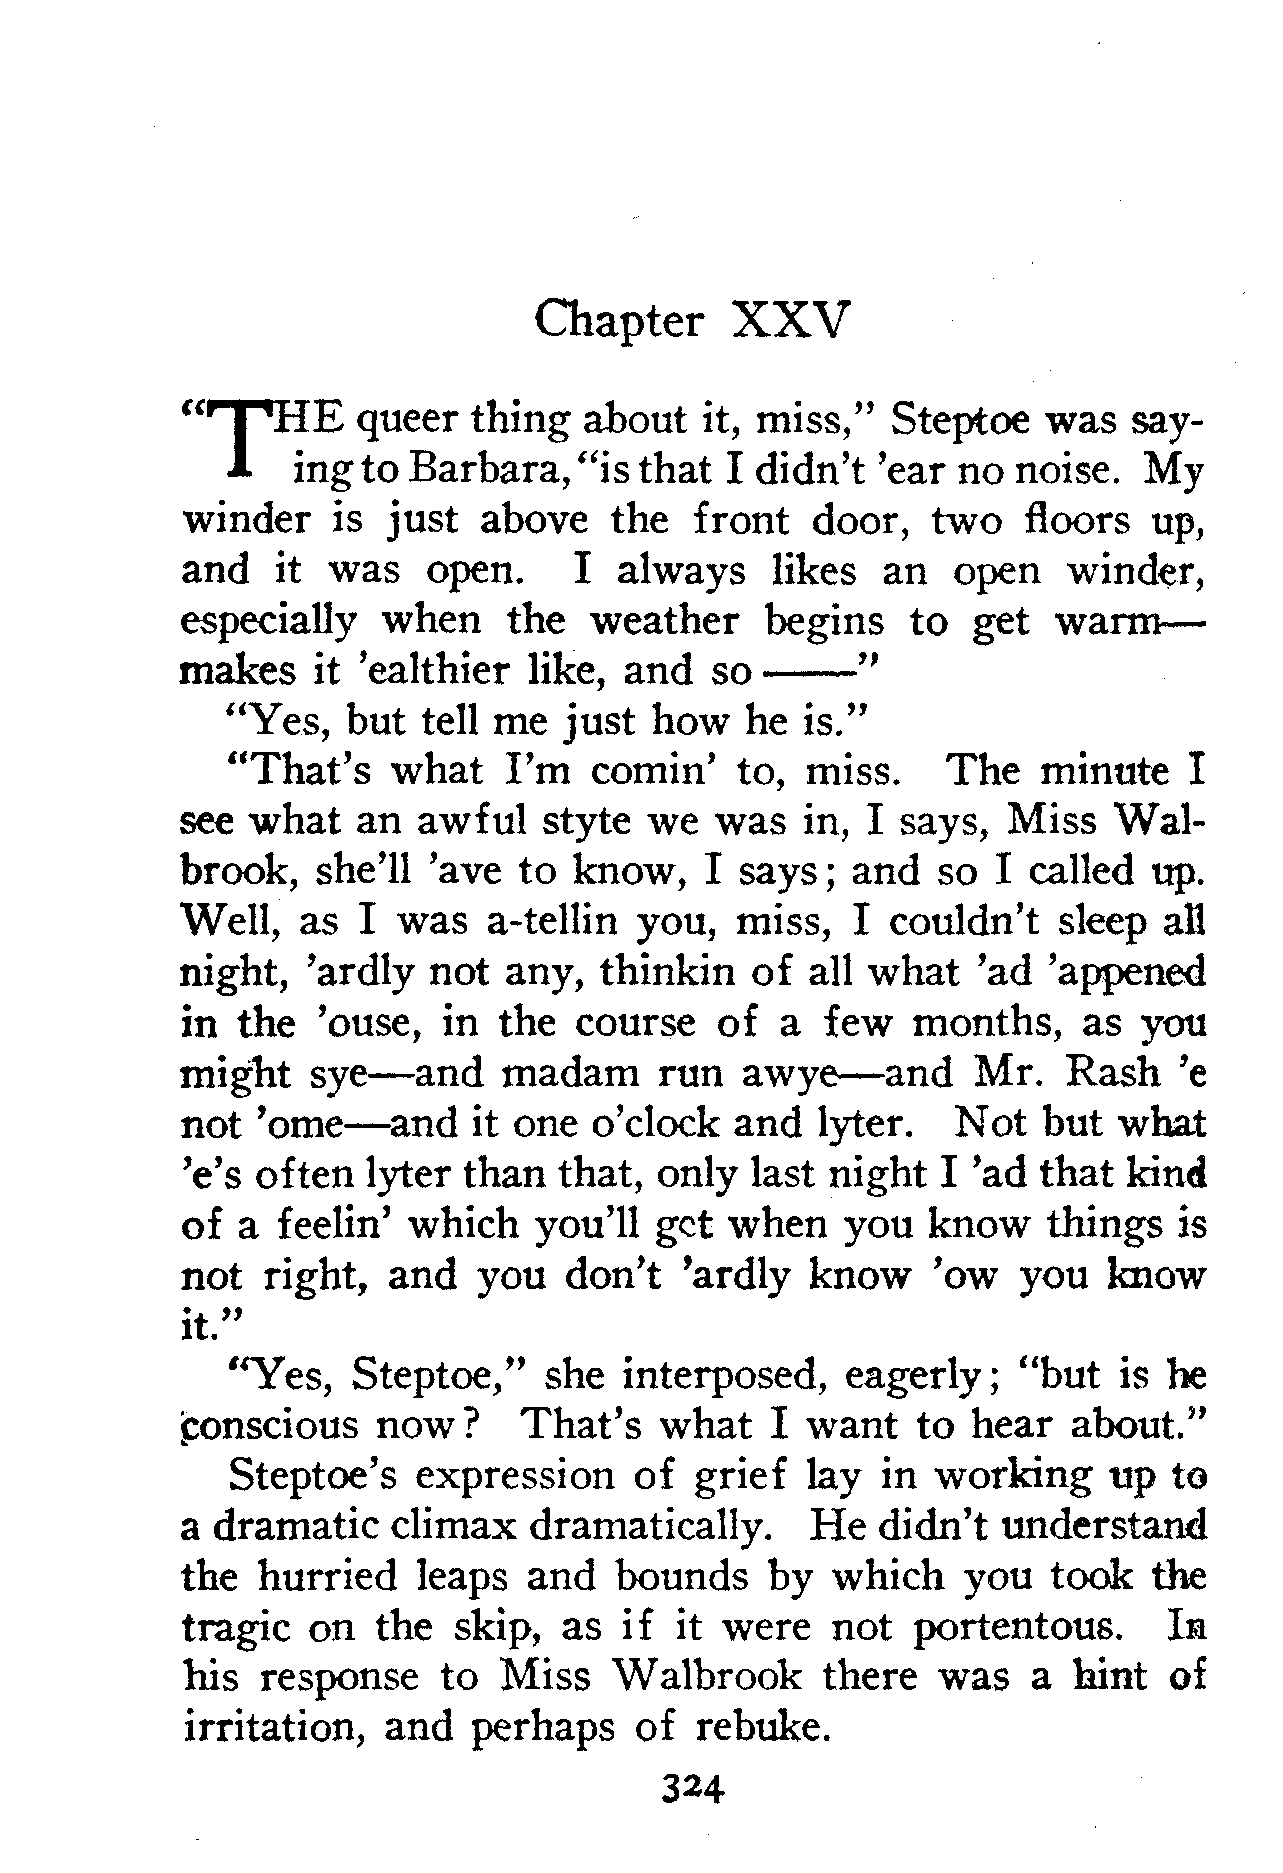 Chapter XXV
"THE queer thing about it, miss," Steptoe was say-
ing to Barbara, "is that I didn't 'ear no noise. My
winder is just above the front door, two floors up,
and it was open. I always likes an open winder,
especially when the weather begins to get warm—
makes it 'ealthier like, and so ——"
"Yes, but tell me just how he is."
"That's what I'm comin' to, miss. The minute I
see what an awful styte we was in, I says, Miss Wal-
brook, she'll 'ave to know, I says; and so I called up.
Well, as I was a-tellin you, miss, I couldn't sleep all
night, 'ardly not any, thinkin of all what 'ad 'appened
in the 'ouse, in the course of a few months, as you
might sye—and madam run awye—and Mr. Rash 'e
not 'ome—and it one o'clock and lyter. Not but what
'e's often lyter than that, only last night I 'ad that kind
of a feelin' which you'll get when you know things is
not right, and you don't 'ardly know 'ow you know
it."
"Yes, Steptoe," she interposed, eagerly; "but is he
conscious now? That's what I want to hear about."
Steptoe's expression of grief lay in working up to
a dramatic climax dramatically. He didn't understand
the hurried leaps and bounds by which you took the
tragic on the skip, as if it were not portentous. In
his response to Miss Walbrook there was a hint of
irritation, and perhaps of rebuke.
324